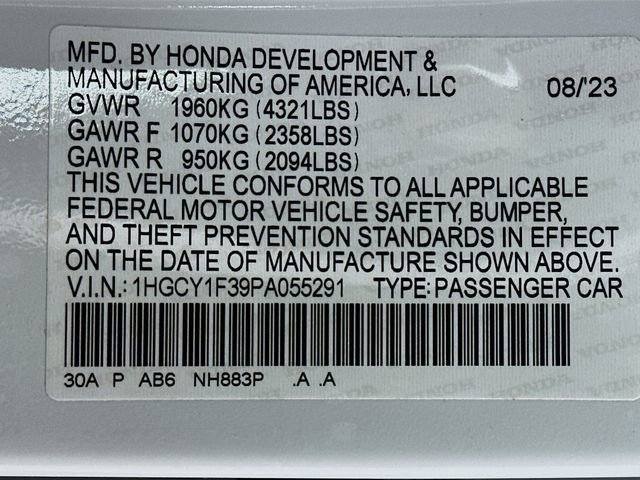 MFD. BY HONDA DEVELOPMENT &
MANUFACTURING OF AMERICA, LLC 08/'23
GVWR 1960KG (4321LBS)
GAWR F 1070KG (2358LBS)
GAWR R 950KG (2094LBS)
THIS VEHICLE CONFORMS TO ALL APPLICABLE
FEDERAL MOTOR VEHICLE SAFETY, BUMPER,
AND THEFT PREVENTION STANDARDS IN EFFECT
ON THE DATE OF MANUFACTURE SHOWN ABOVE.
V.I.N.: 1HGCY1F39PA055291 TYPE: PASSENGER CAR
30A P AB6 NH883P .A .A